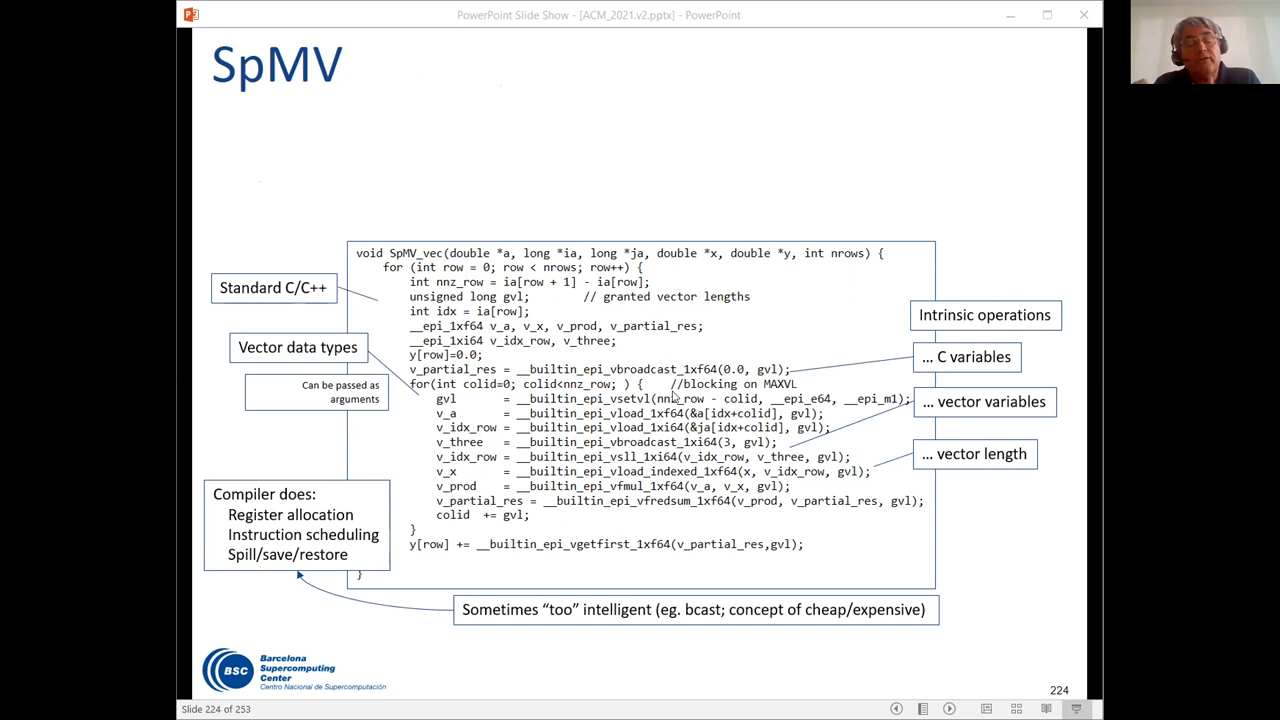 PowerPoint Slide Show - [ACM_2021.v2.pptx] - PowerPoint
SpMV
void SpMV_vec(double *a, long *ia, long *ja, double *x, double *y, int nrows) {
for (int row = 0; row < nrows; row++) {
int nnz_row = ia[row + 1] - ia[row];
unsigned long gvl; // granted vector lengths
int idx = ia[row];
__epi_1xf64 v_a, v_x, v_prod, v_partial_res;
__epi_1xi64 v_idx_row, v_three;
y[row]=0.0;
v_partial_res = __builtin_epi_vbroadcast_1xf64(0.0, gvl);
for(int colid=0; colid<nnz_row; ) { //blocking on MAXVL
gvl = __builtin_epi_vsetvl(nnz_row - colid, __epi_e64, __epi_m1);
v_a = __builtin_epi_vload_1xf64(&a[idx+colid], gvl);
v_idx_row = __builtin_epi_vload_1xi64(&ja[idx+colid], gvl);
v_three = __builtin_epi_vbroadcast_1xi64(3, gvl);
v_idx_row = __builtin_epi_vsll_1xi64(v_idx_row, v_three, gvl);
v_x = __builtin_epi_vload_indexed_1xf64(x, v_idx_row, gvl);
v_prod = __builtin_epi_vfmul_1xf64(v_a, v_x, gvl);
v_partial_res = __builtin_epi_vfredsum_1xf64(v_prod, v_partial_res, gvl);
colid += gvl;
}
y[row] += __builtin_epi_vgetfirst_1xf64(v_partial_res,gvl);
}
Standard C/C++
Vector data types
Can be passed as
arguments
Compiler does:
Register allocation
Instruction scheduling
Spill/save/restore
Intrinsic operations
… C variables
… vector variables
… vector length
Sometimes “too” intelligent (eg. bcast; concept of cheap/expensive)
BSC
Barcelona
Supercomputing
Center
Centro Nacional de Supercomputación
224
Slide 224 of 253